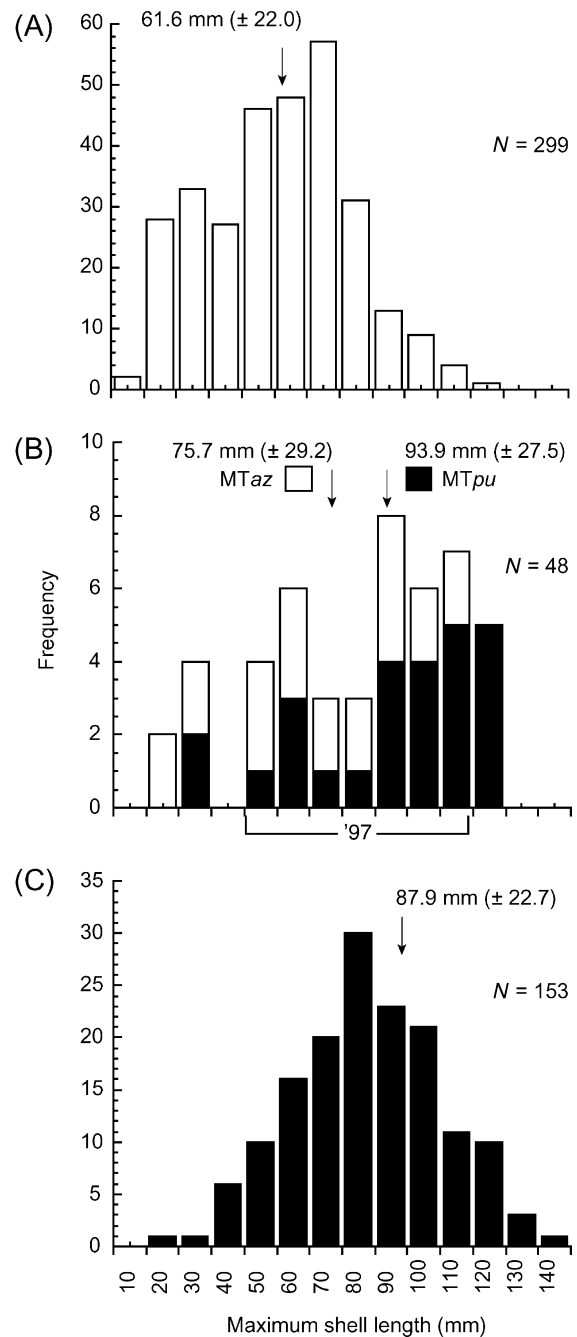 (A)
61.6 mm (± 22.0)
60
50
40
30
20
10
0
N = 299
(B)
75.7 mm (± 29.2)
93.9 mm (± 27.5)
MTaz
MTpu
10
8
6
4
2
0
N = 48
Frequency
'97
(C)
87.9 mm (± 22.7)
35
30
25
20
15
10
5
0
N = 153
10 20 30 40 50 60 70 80 90 100 110 120 130 140
Maximum shell length (mm)